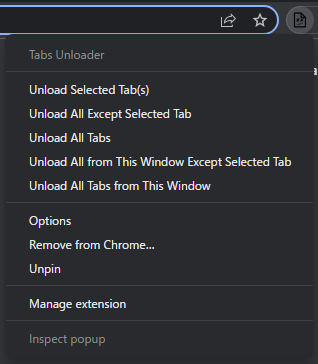 Tabs Unloader
Unload Selected Tab(s)
Unload All Except Selected Tab
Unload All Tabs
Unload All from This Window Except Selected Tab
Unload All Tabs from This Window
Options
Remove from Chrome...
Unpin
Manage extension
Inspect popup